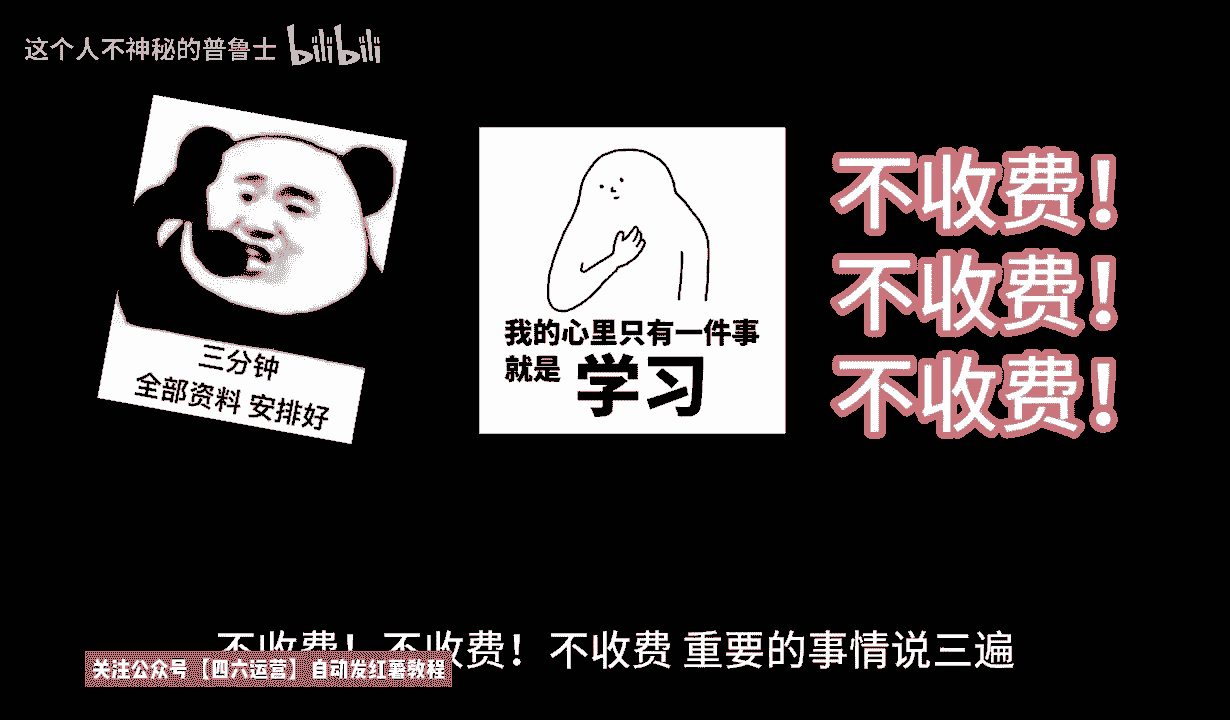 这个人不神秘的普鲁士 bilibili
三分钟
全部资料 安排好
我的心里只有一件事
就是 学习
不收费！
不收费！
不收费！
不收费！不收费！不收费 重要的事情说三遍
关注公众号【四六运营】自动发红薯教程